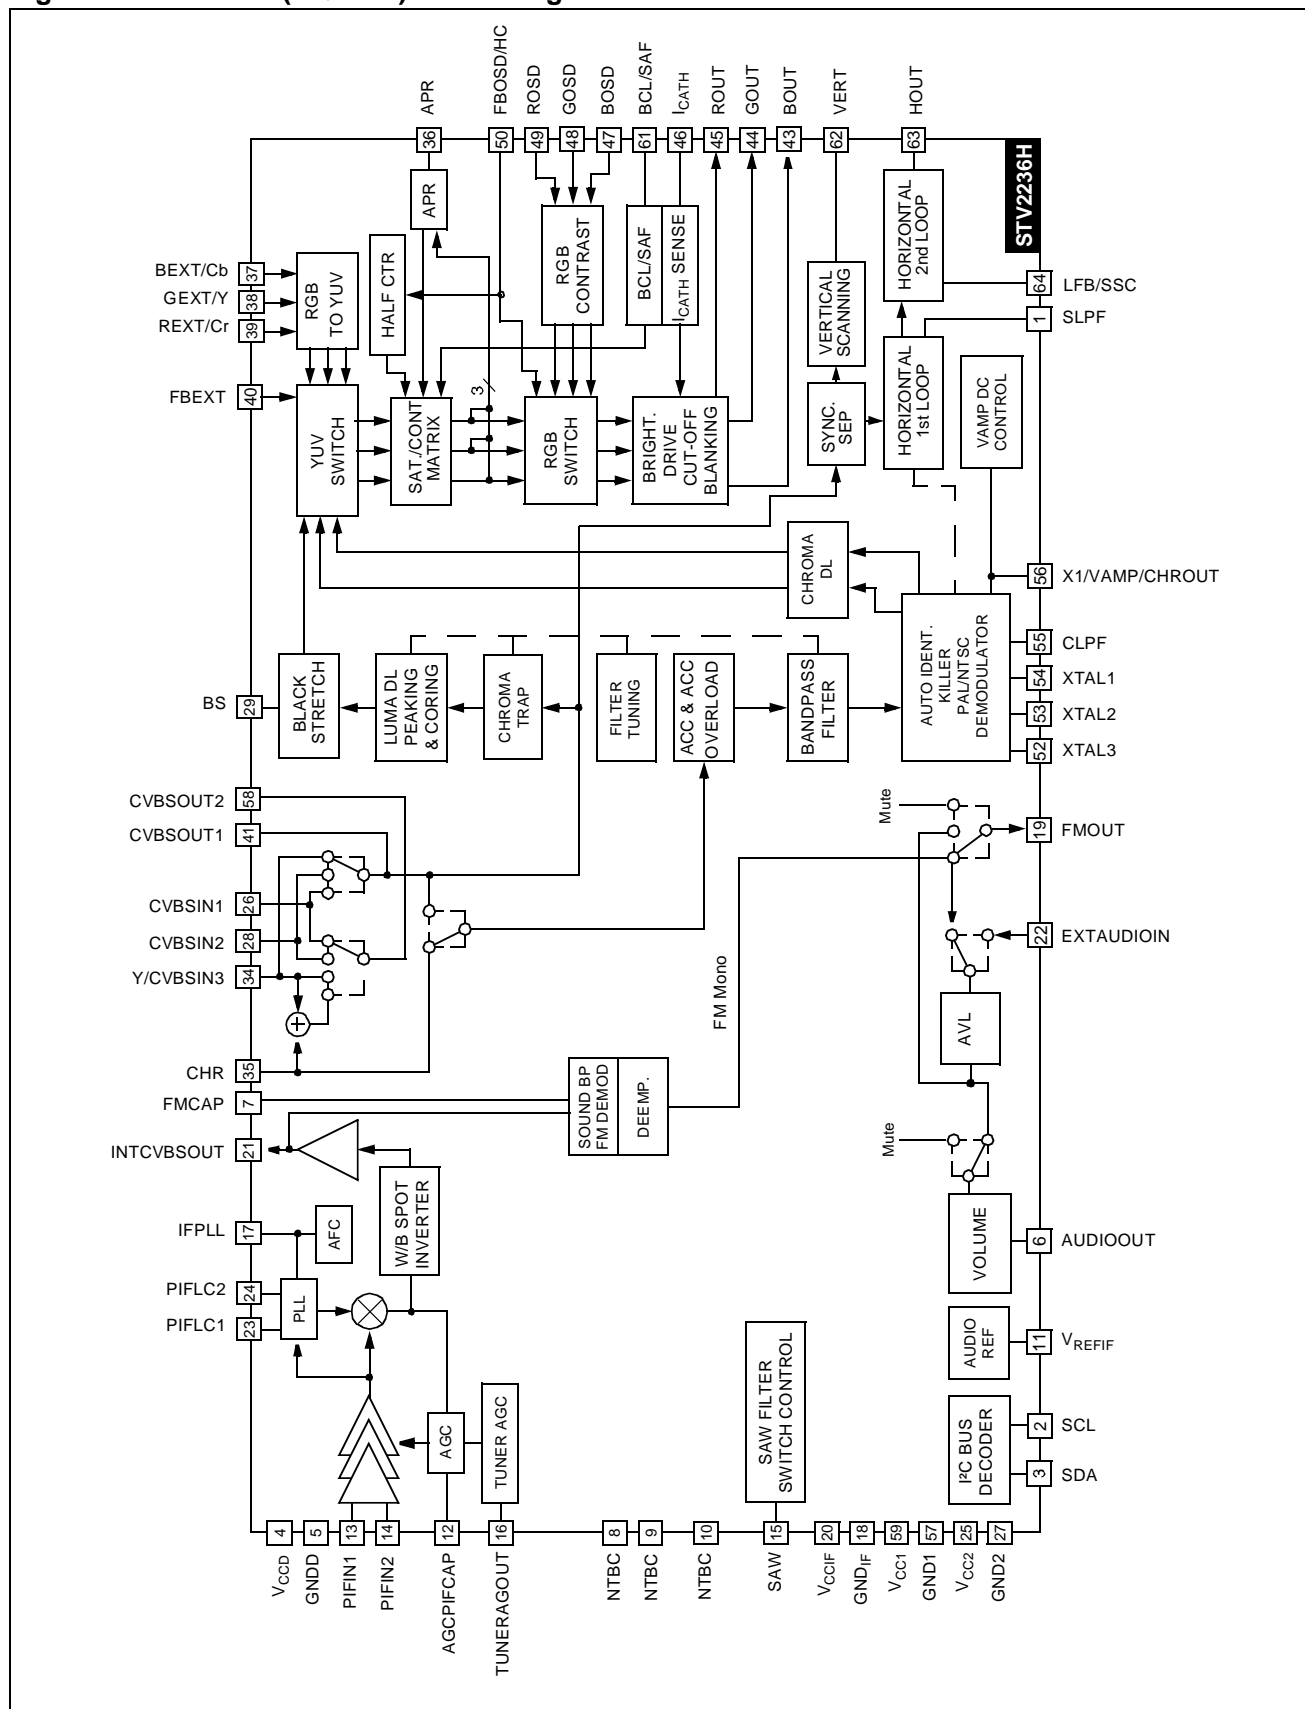 APR
FBOSD/HC
ROSD
GOSD
BOSD
BCL/SAF
ICATH
ROUT
GOUT
BOUT
VERT
HOUT
36
50
49
48
47
61
46
45
44
43
62
63
STV2236H
BEXT/Cb
37
GEXT/Y
38
REXT/Cr
39
FBEXT
40
RGB
TO YUV
HALF CTR
APR
RGB
CONTRAST
BCL/SAF
ICATH SENSE
VERTICAL
SCANNING
HORIZONTAL
2nd LOOP
64
LFB/SSC
1
SLPF
YUV
SWITCH
SAT./CONT
MATRIX
3
RGB
SWITCH
BRIGHT.
DRIVE
CUT-OFF
BLANKING
SYNC.
SEP
HORIZONTAL
1st LOOP
VAMP DC
CONTROL
CHROMA
DL
56
X1/VAMP/CHROUT
55
CLPF
54
XTAL1
53
XTAL2
52
XTAL3
BS
29
BLACK
STRETCH
LUMA DL
PEAKING
& CORING
CHROMA
TRAP
FILTER
TUNING
ACC & ACC
OVERLOAD
BANDPASS
FILTER
AUTO IDENT.
KILLER
PAL/NTSC
DEMODULATOR
CVBSOUT2
58
CVBSOUT1
41
CVBSIN1
26
CVBSIN2
28
Y/CVBSIN3
34
+
CHR
35
FMCAP
7
INTCVBSOUT
21
Mute
19
FMOUT
22
EXTAUDIOIN
FM Mono
AVL
SOUND BP
FM DEMOD
DEEMP.
Mute
IFPLL
17
AFC
W/B SPOT
INVERTER
PIFLC2
24
PIFLC1
23
PLL
VOLUME
6
AUDIOOUT
AUDIO
REF
11
VREFIF
AGC
TUNER AGC
SAW FILTER
SWITCH CONTROL
I²C BUS
DECODER
2
SCL
3
SDA
4
5
13
14
12
16
8
9
10
15
20
18
59
57
25
27
VCCD
GNDD
PIFIN1
PIFIN2
AGCPIFCAP
TUNERAGOUT
NTBC
NTBC
NTBC
SAW
VCCIF
GNDIF
VCC1
GND1
VCC2
GND2